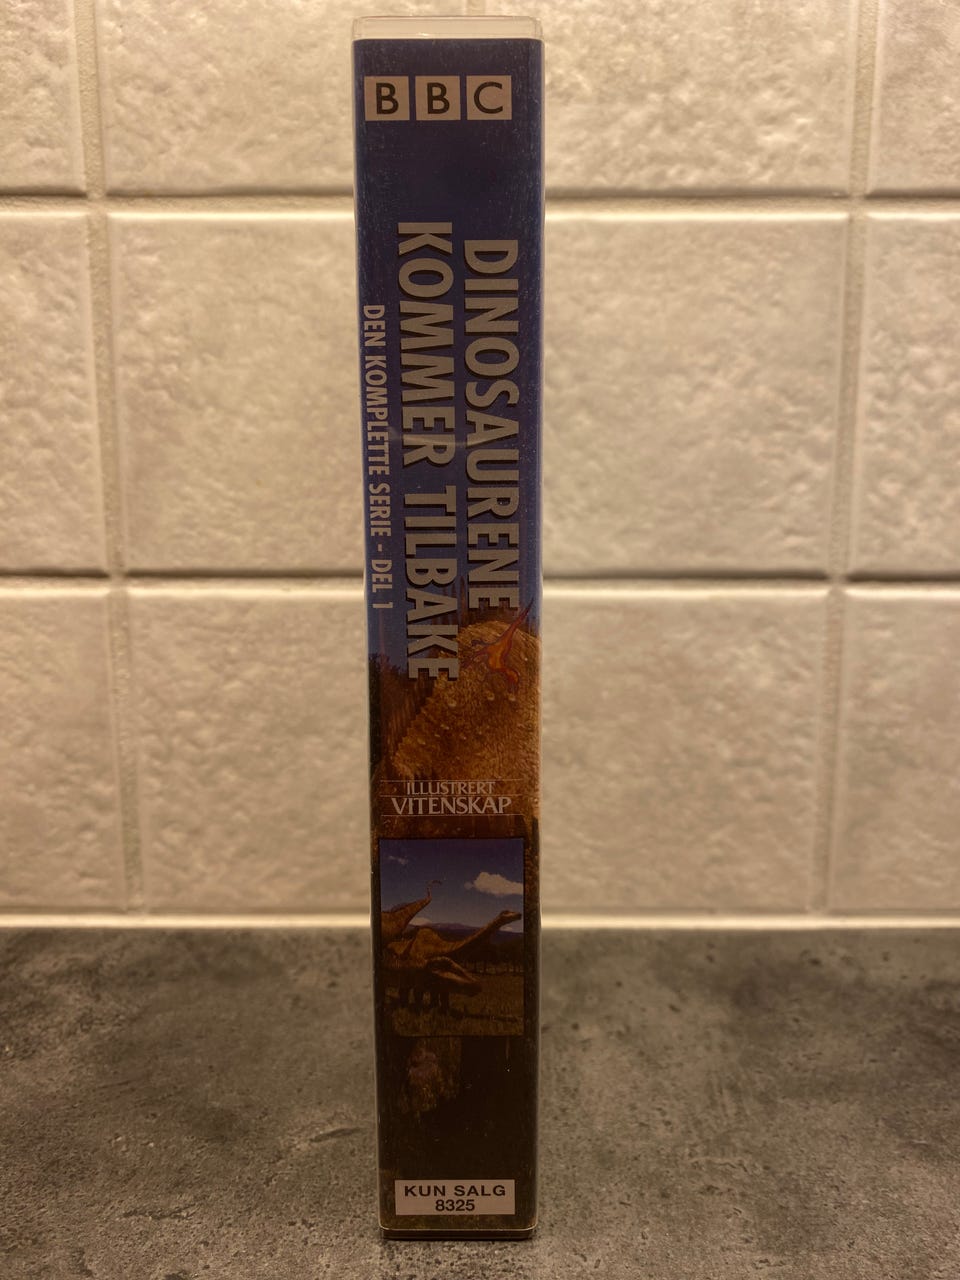 BBC
DINOSAURENE
KOMMER TILBAKE
DEN KOMPLETTE SERIE - DEL 1
ILLUSTRERT
VITENSKAP
KUN SALG
8325